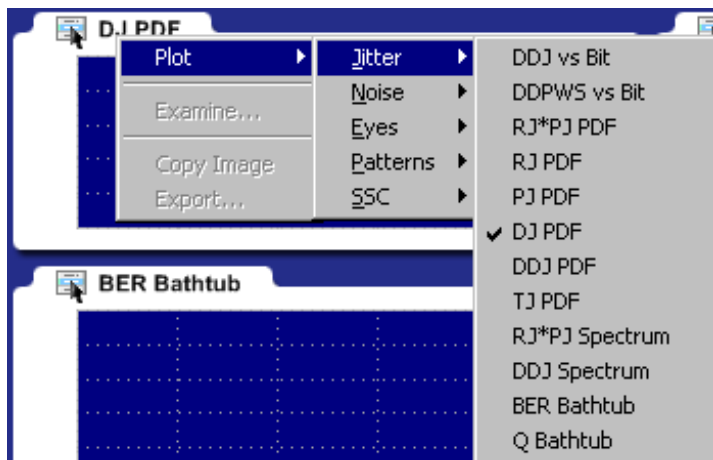 DJ PDF
Plot
Examine...
Copy Image
Export...
Jitter
Noise
Eyes
Patterns
SSC
DDJ vs Bit
DDPWS vs Bit
RJ*PJ PDF
RJ PDF
PJ PDF
DJ PDF
DDJ PDF
TJ PDF
RJ*PJ Spectrum
DDJ Spectrum
BER Bathtub
Q Bathtub
BER Bathtub